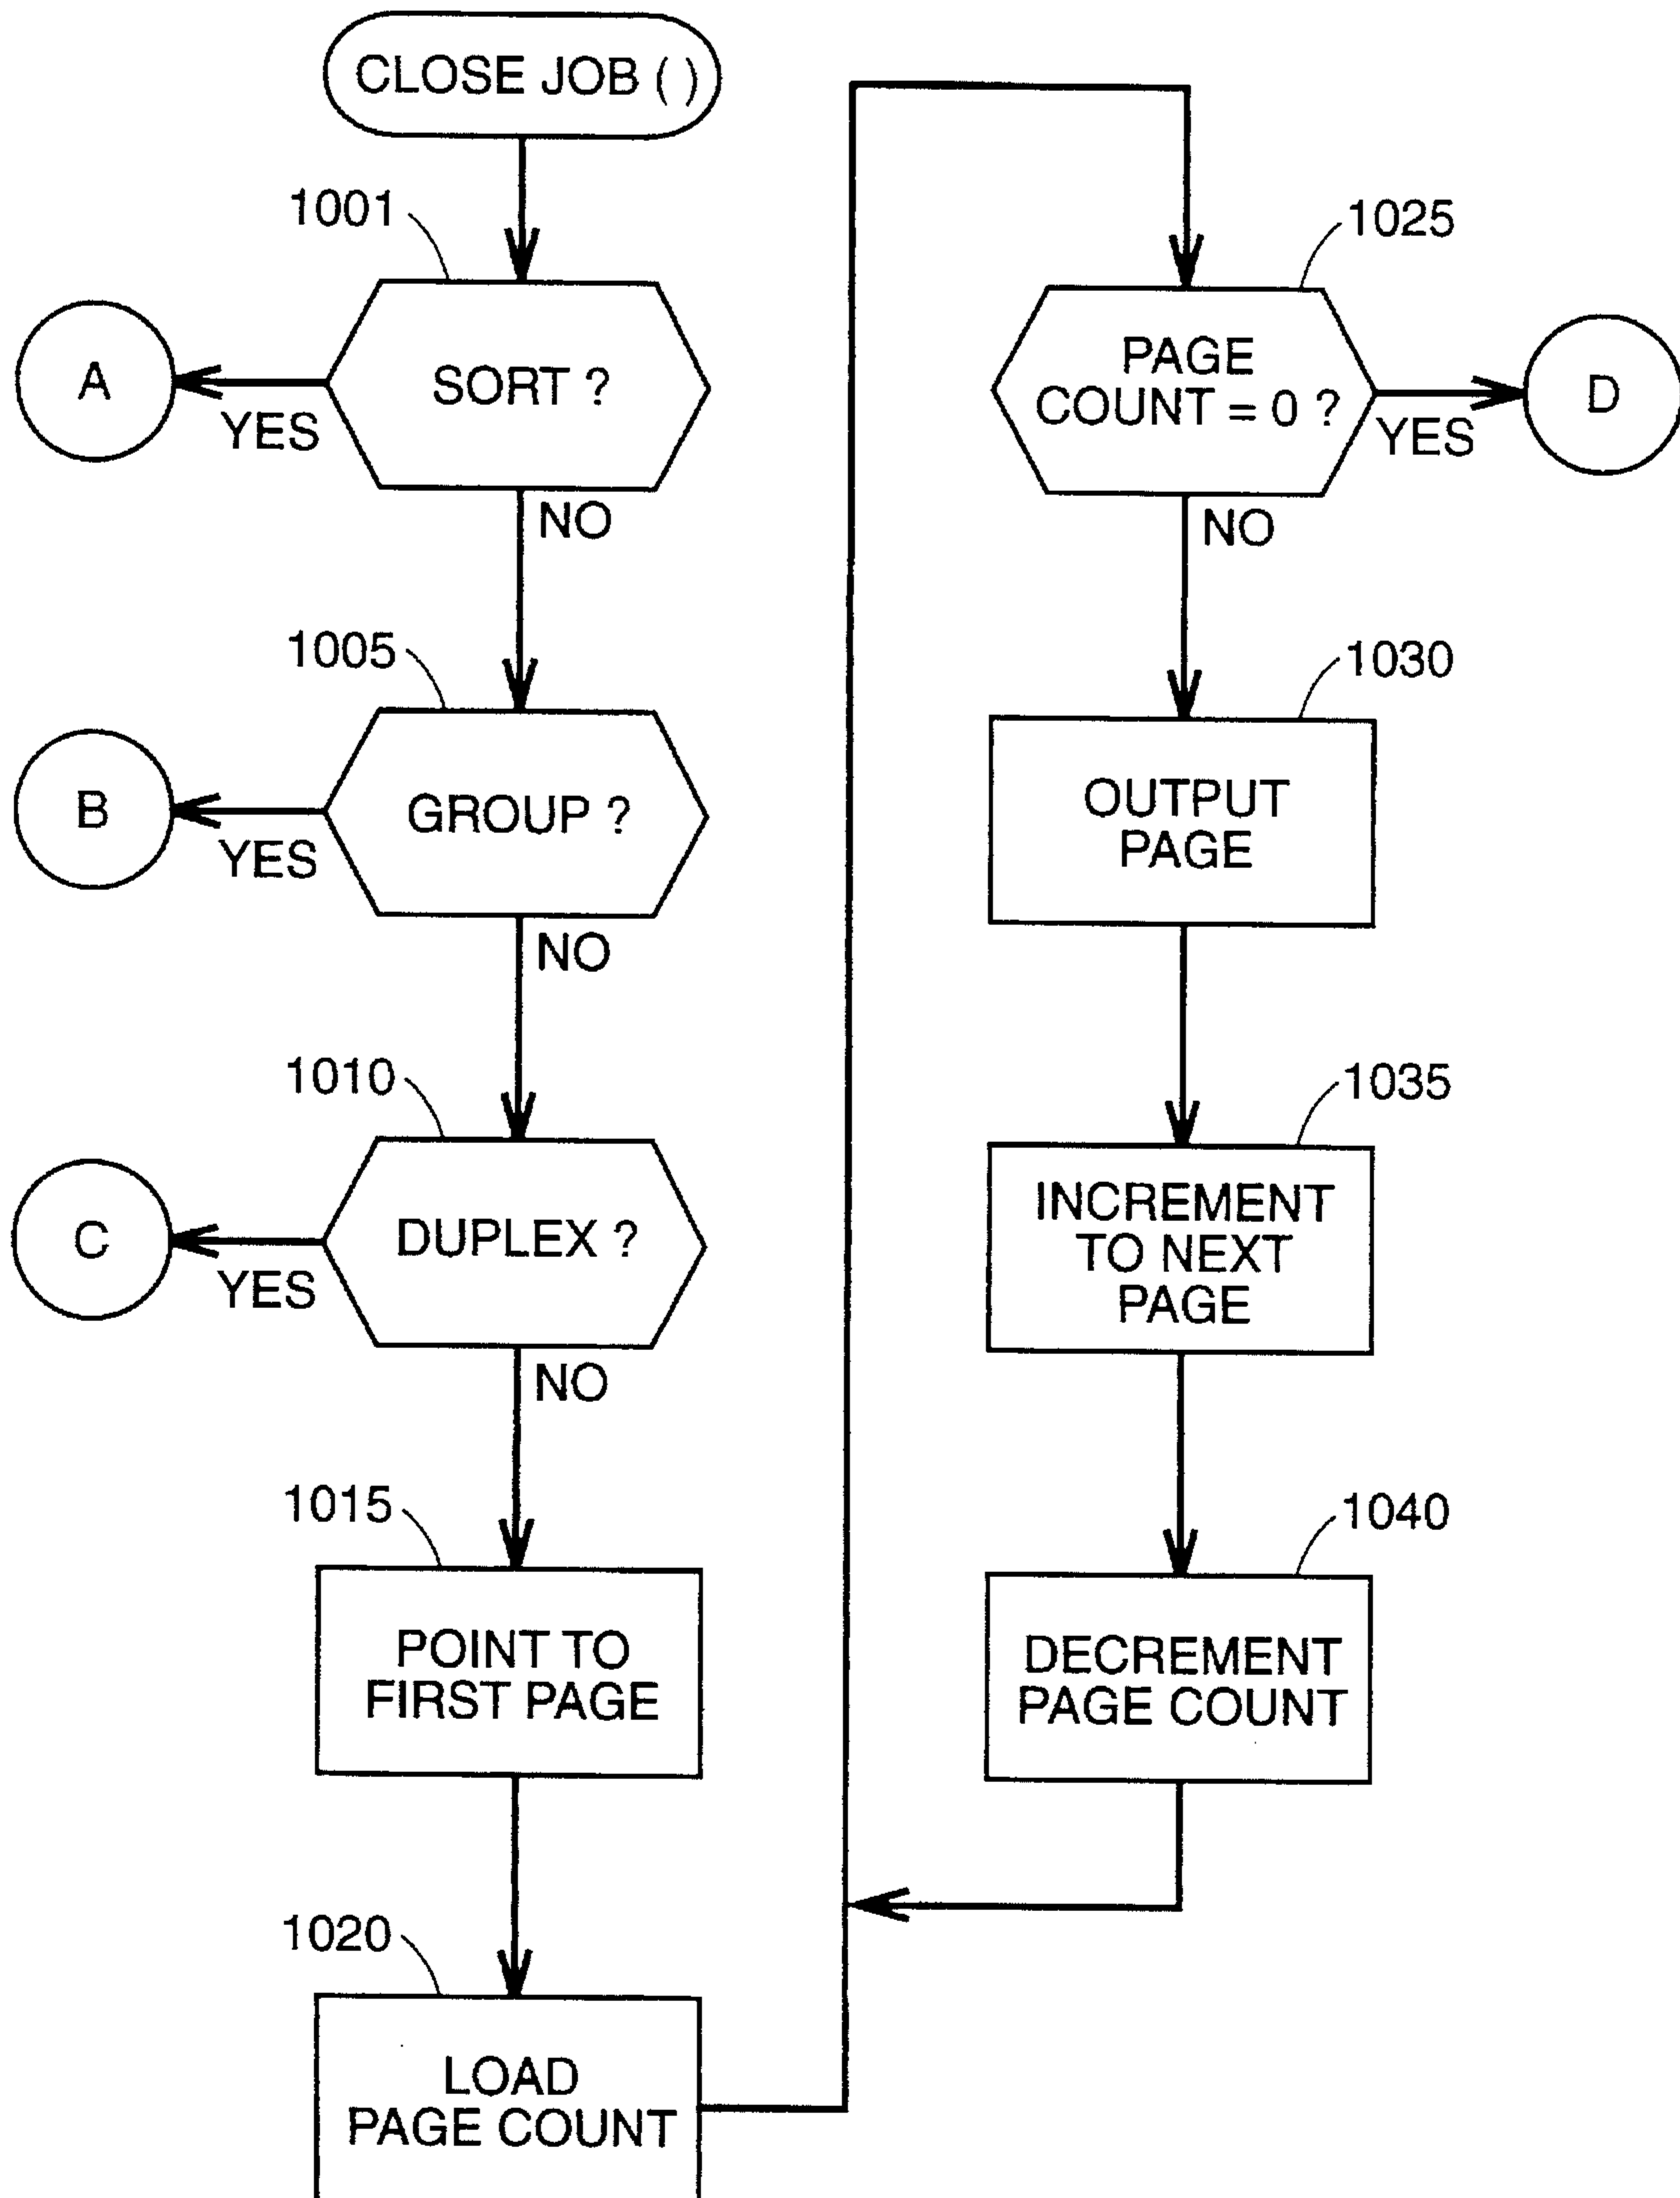 CLOSE JOB ( )
1001
SORT ?
A
YES
NO
1005
GROUP ?
B
YES
NO
1010
DUPLEX ?
C
YES
NO
1015
POINT TO
FIRST PAGE
1020
LOAD
PAGE COUNT
1025
PAGE
COUNT = 0 ?
D
YES
NO
1030
OUTPUT
PAGE
1035
INCREMENT
TO NEXT
PAGE
1040
DECREMENT
PAGE COUNT